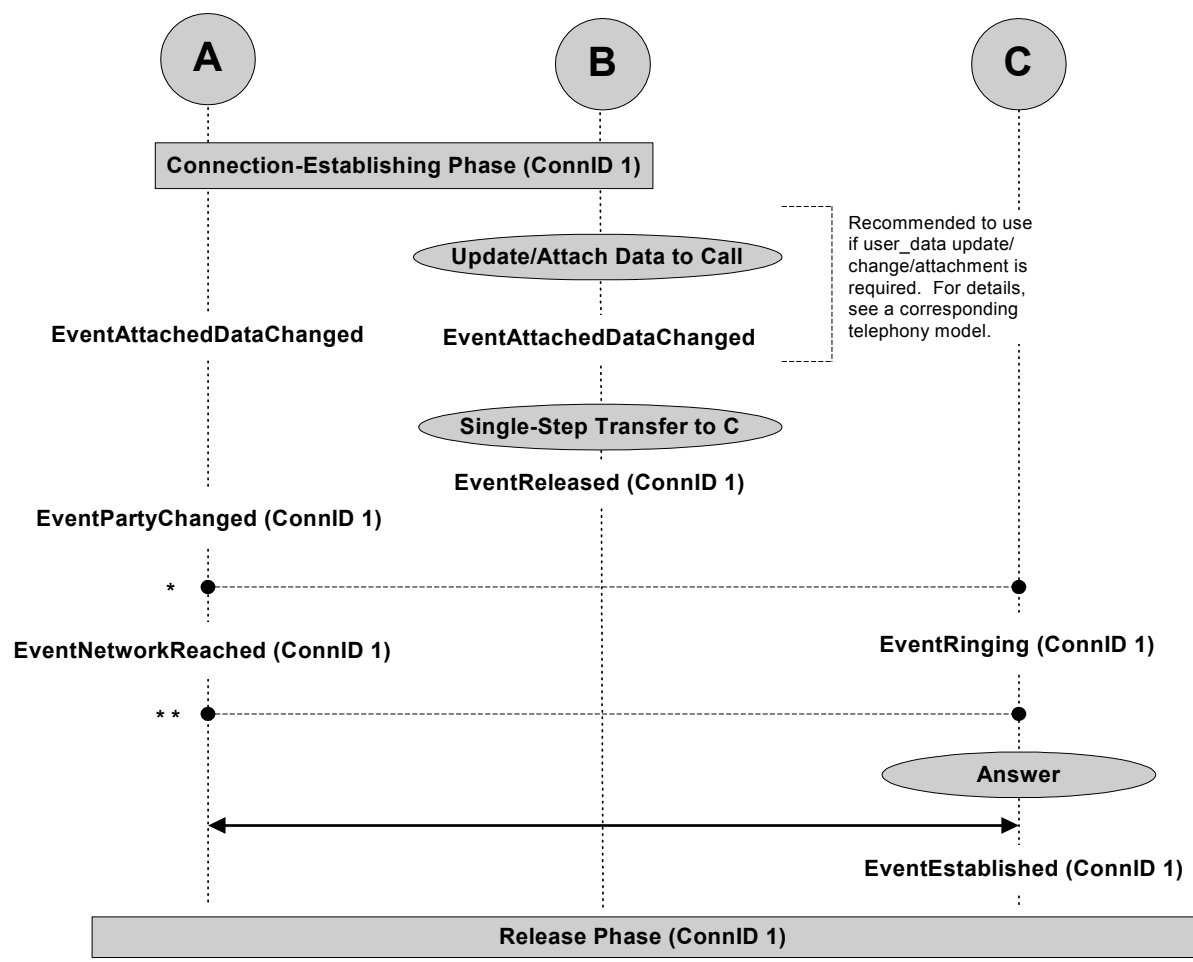 A
B
C
Connection-Establishing Phase (ConnID 1)
Recommended to use
if user_data update/
change/attachment is
required. For details,
see a corresponding
telephony model.
Update/Attach Data to Call
EventAttachedDataChanged
EventAttachedDataChanged
Single-Step Transfer to C
EventReleased (ConnID 1)
EventPartyChanged (ConnID 1)
*
EventNetworkReached (ConnID 1)
EventRinging (ConnID 1)
* *
Answer
EventEstablished (ConnID 1)
Release Phase (ConnID 1)